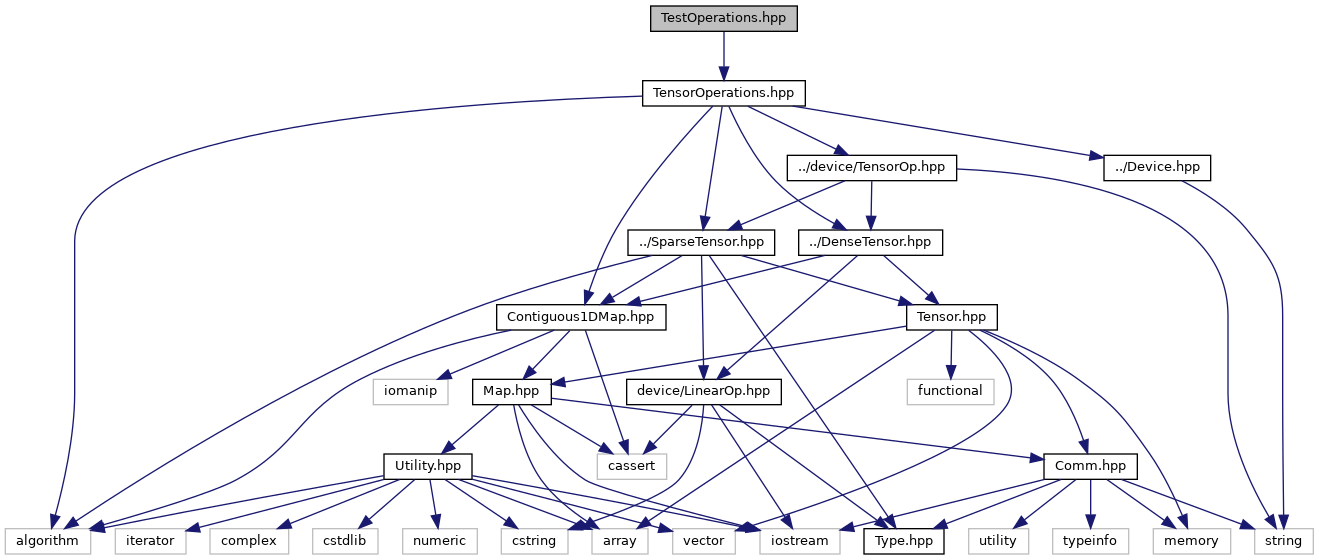 TestOperations.hpp
TensorOperations.hpp
../device/TensorOp.hpp
../Device.hpp
../SparseTensor.hpp
../DenseTensor.hpp
Contiguous1DMap.hpp
Tensor.hpp
iomanip
Map.hpp
device/LinearOp.hpp
functional
Utility.hpp
cassert
Comm.hpp
algorithm
iterator
complex
cstdlib
numeric
cstring
array
vector
iostream
Type.hpp
utility
typeinfo
memory
string